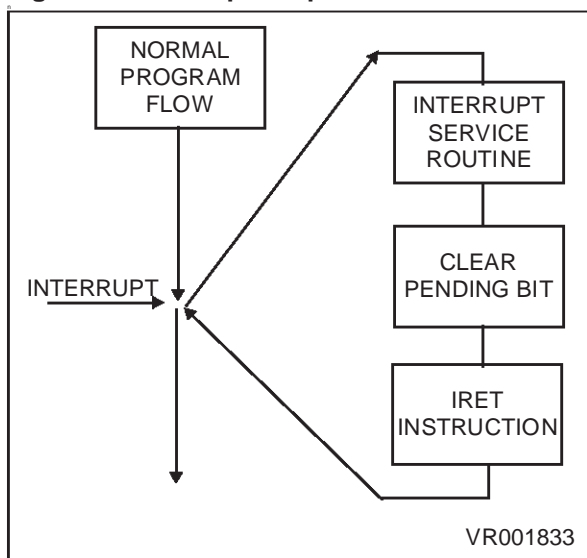 NORMAL
PROGRAM
FLOW
INTERRUPT
SERVICE
ROUTINE
INTERRUPT
CLEAR
PENDING BIT
IRET
INSTRUCTION
VR001833